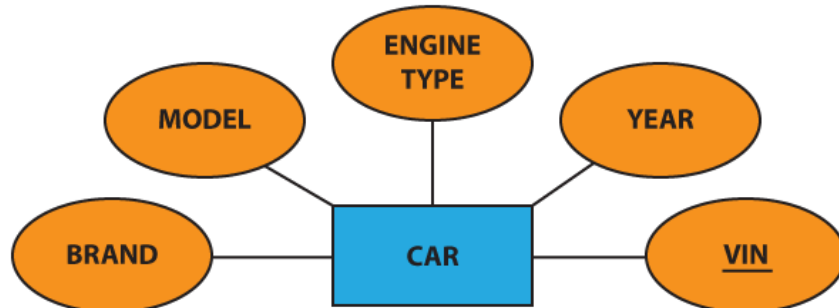 ENGINE
TYPE
MODEL
YEAR
BRAND
CAR
VIN